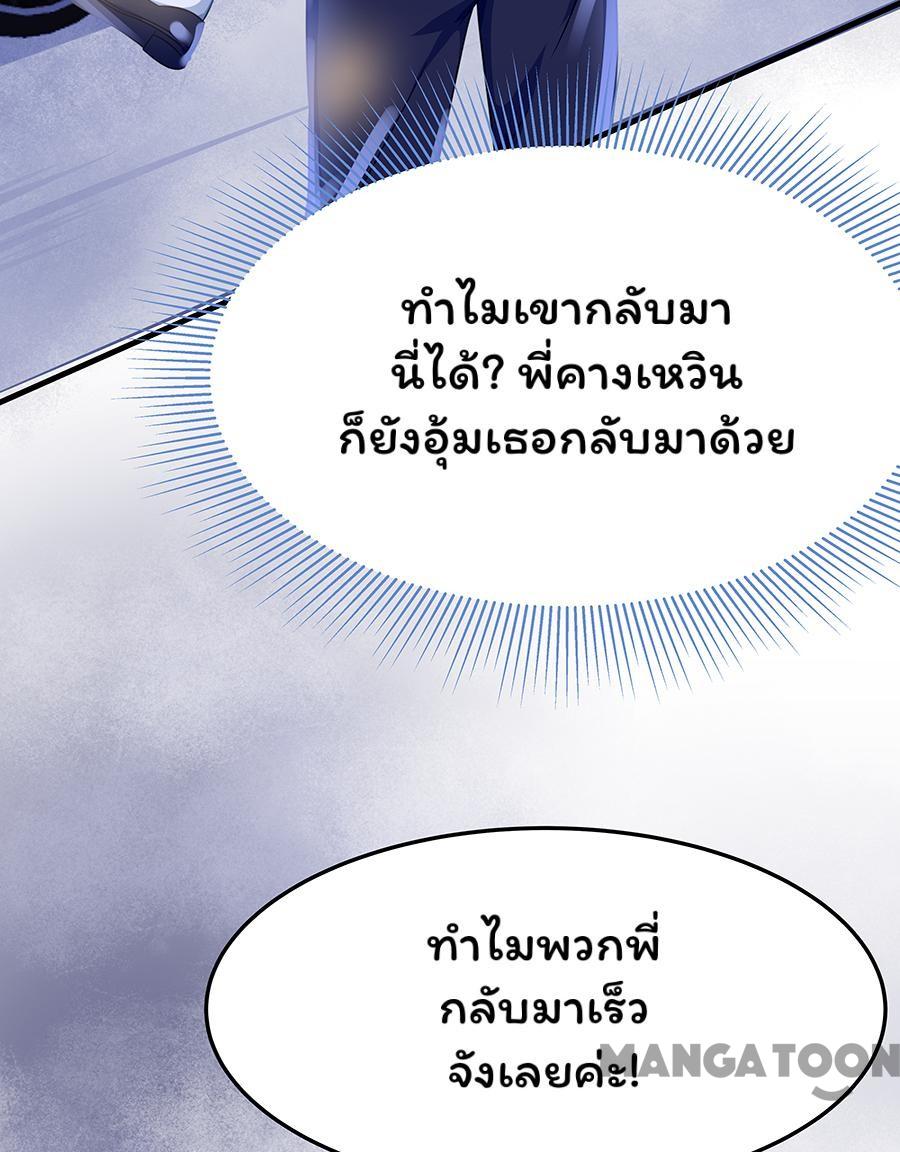 ทำไมเขากลับมา
นี่ได้? พี่คางเหวิน
ก็ยังอุ้มเธอกลับมาด้วย
ทำไมพวกพี่
กลับมาเร็ว
จังเลยค่ะ!
MANGATOON